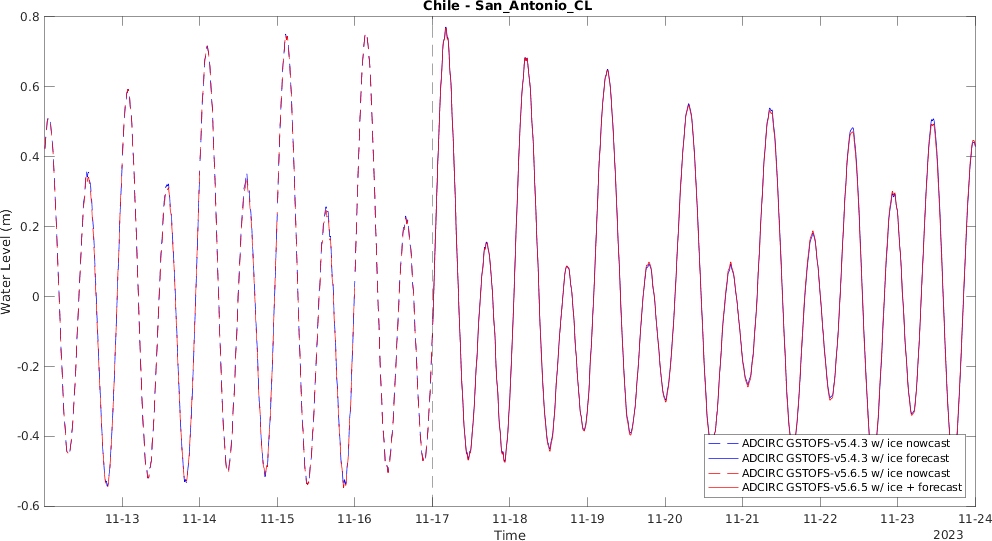 Chile - San_Antonio_CL
0.8
0.6
0.4
0.2
0
-0.2
-0.4
-0.6
Water Level (m)
ADCIRC GSTOFS-v5.4.3 w/ ice nowcast
ADCIRC GSTOFS-v5.4.3 w/ ice forecast
ADCIRC GSTOFS-v5.6.5 w/ ice nowcast
ADCIRC GSTOFS-v5.6.5 w/ ice + forecast
11-13 11-14 11-15 11-16 11-17 11-18 11-19 11-20 11-21 11-22 11-23 11-24
Time
2023